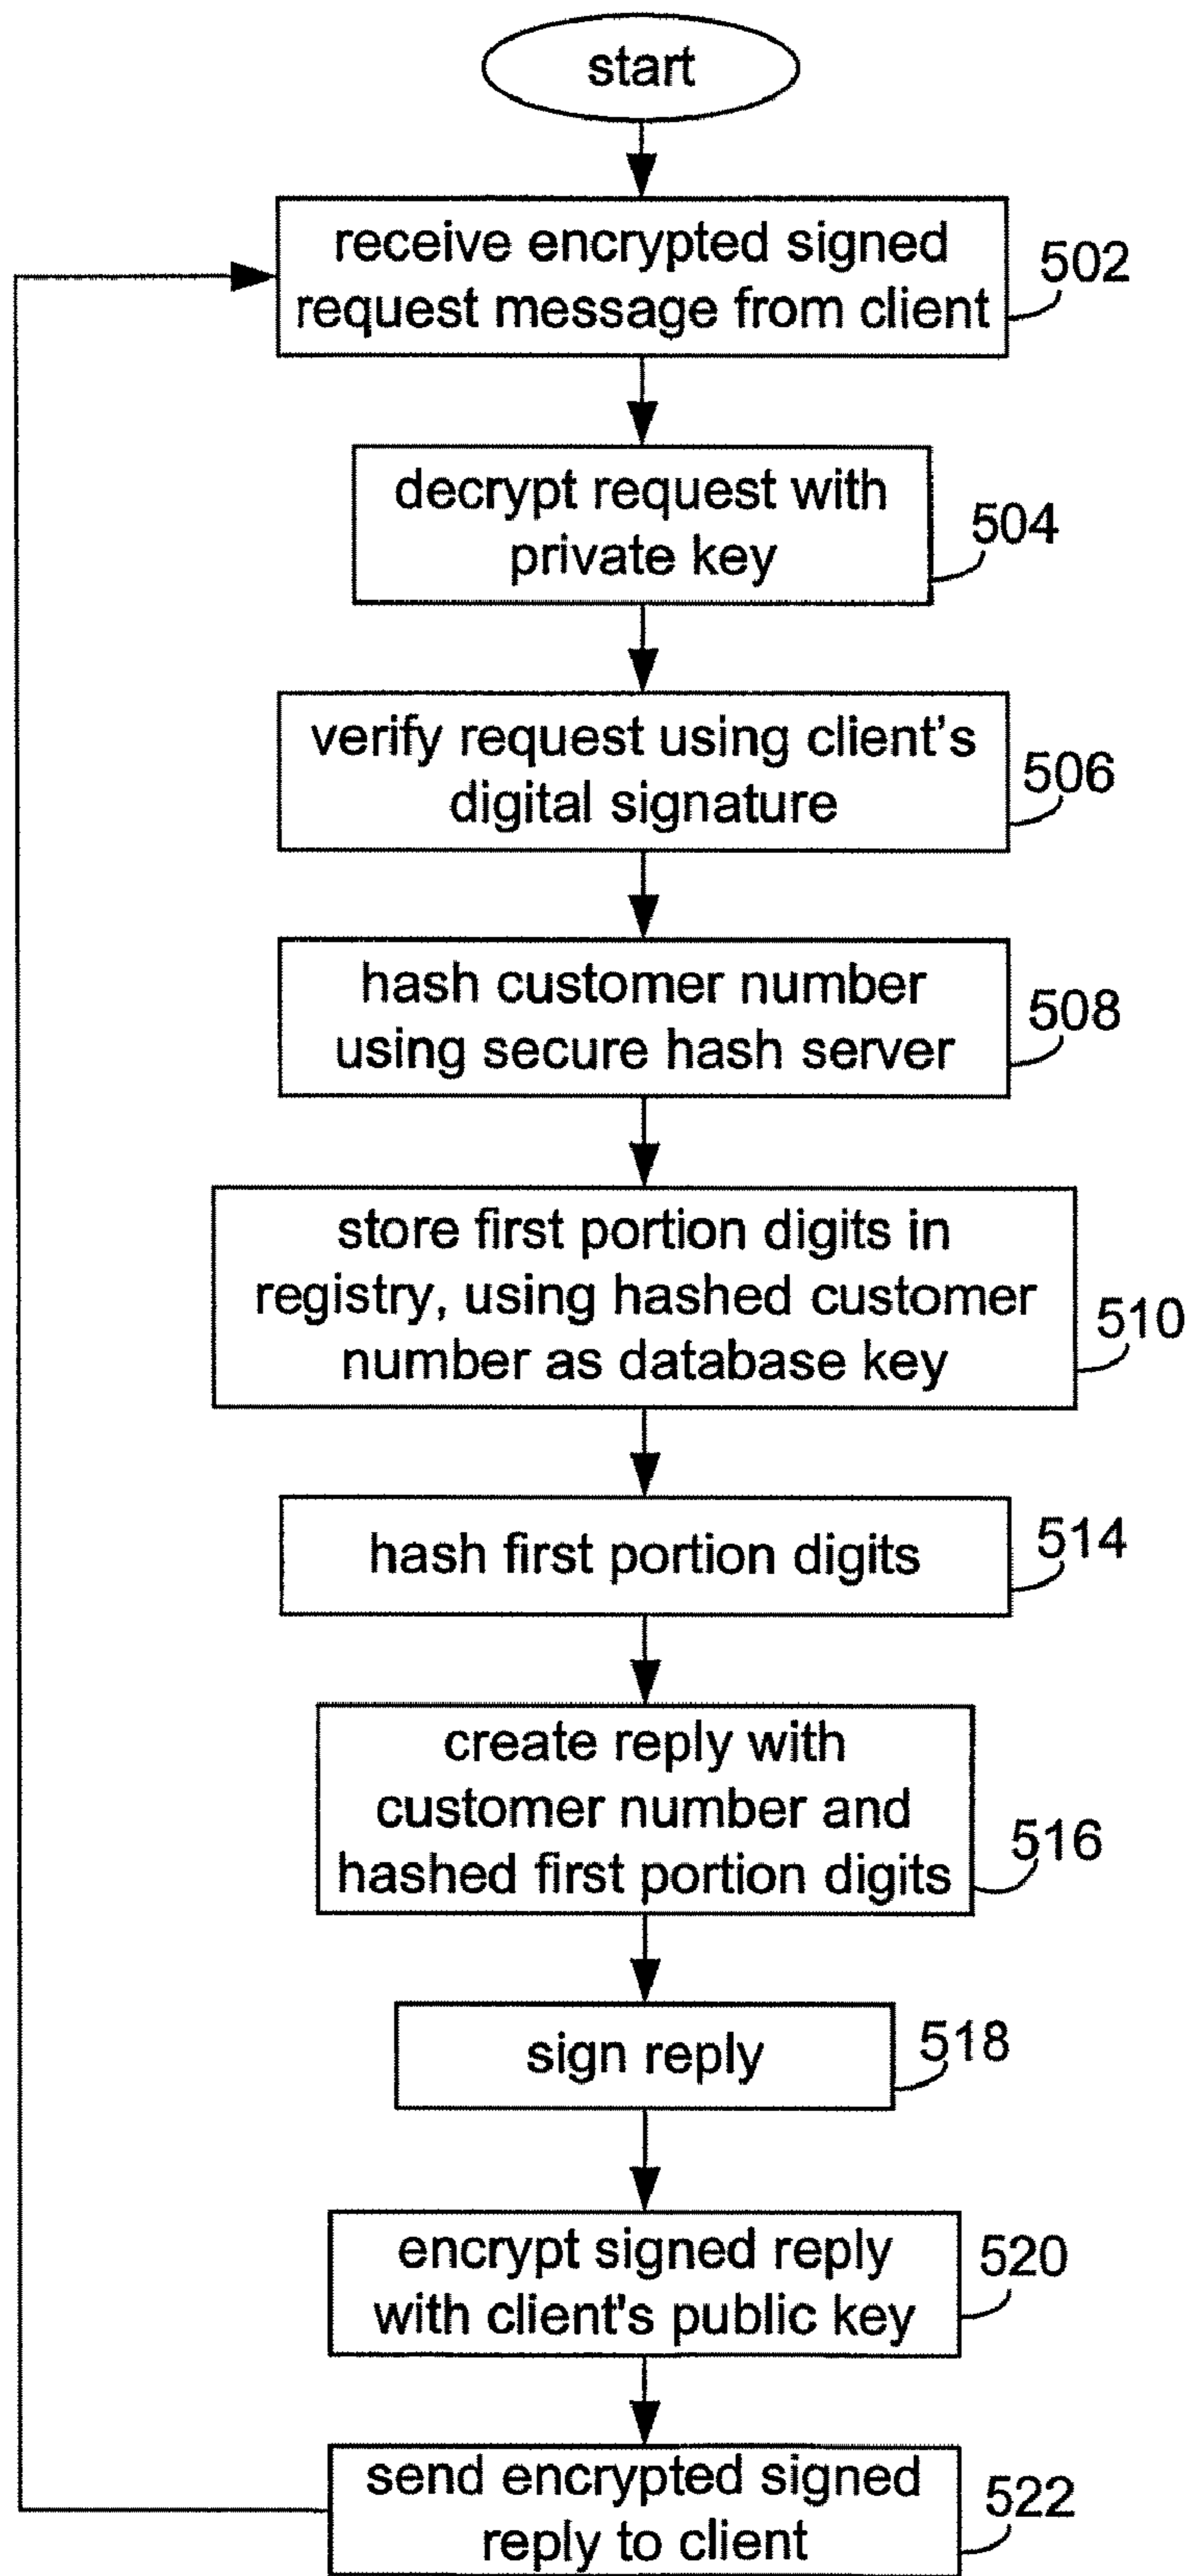 start
receive encrypted signed
request message from client
502
decrypt request with
private key
504
verify request using client’s
digital signature
506
hash customer number
using secure hash server
508
store first portion digits in
registry, using hashed customer
number as database key
510
hash first portion digits
514
create reply with
customer number and
hashed first portion digits
516
sign reply
518
encrypt signed reply
with client's public key
520
send encrypted signed
reply to client
522